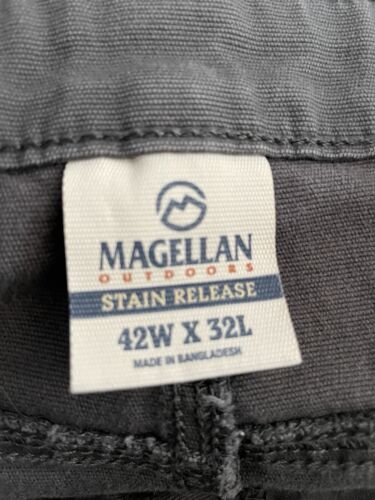 MAGELLAN
OUTDOORS
STAIN RELEASE
42W X 32L
MADE IN BANGLADESH